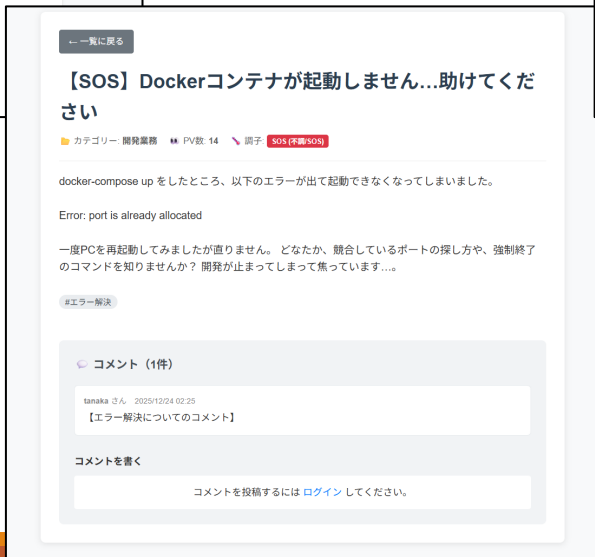 ← 一覧に戻る
【SOS】Dockerコンテナが起動しません…助けてくだ
さい
カテゴリー: 開発業務 PV数: 14 調子: SOS (不調/SOS)
docker-compose up をしたところ、以下のエラーが出て起動できなくなってしまいました。
Error: port is already allocated
一度PCを再起動してみましたが直りません。 どなたか、競合しているポートの探し方や、強制終了
のコマンドを知りませんか？ 開発が止まってしまって焦っています…。
#エラー解決
コメント（1件）
tanaka さん 2025/12/24 02:25
【エラー解決についてのコメント】
コメントを書く
コメントを投稿するには ログイン してください。